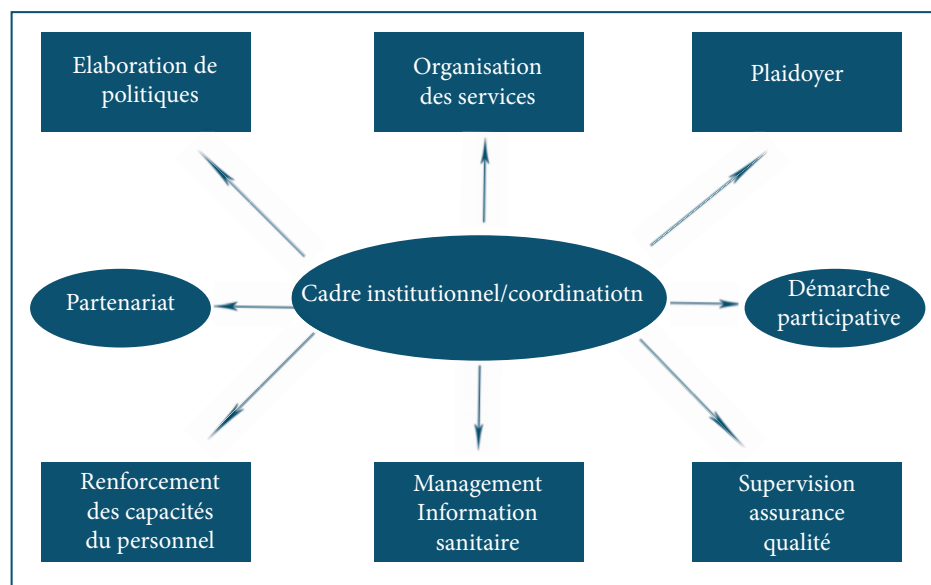 Elaboration de
politiques
Organisation
des services
Plaidoyer
Partenariat
Cadre institutionnel/coordinatiotn
Démarche
participative
Renforcement
des capacités
du personnel
Management
Information
sanitaire
Supervision
assurance
qualité